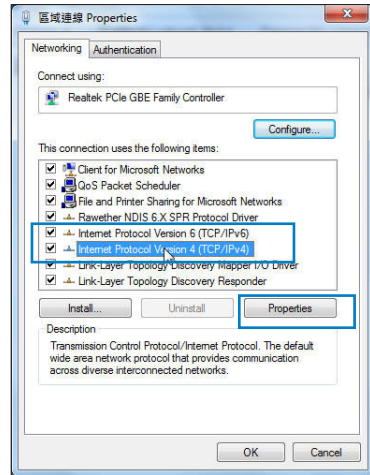 區域連線 Properties
Networking Authentication
Connect using:
Realtek PCIe GBE Family Controller
Configure...
This connection uses the following items:
Client for Microsoft Networks
QoS Packet Scheduler
File and Printer Sharing for Microsoft Networks
Rawether NDIS 6.X SPR Protocol Driver
Internet Protocol Version 6 (TCP/IPv6)
Internet Protocol Version 4 (TCP/IPv4)
Link-Layer Topology Discovery Mapper I/O Driver
Link-Layer Topology Discovery Responder
Install... Uninstall Properties
Description
Transmission Control Protocol/Internet Protocol. The default
wide area network protocol that provides communication
across diverse interconnected networks.
OK Cancel